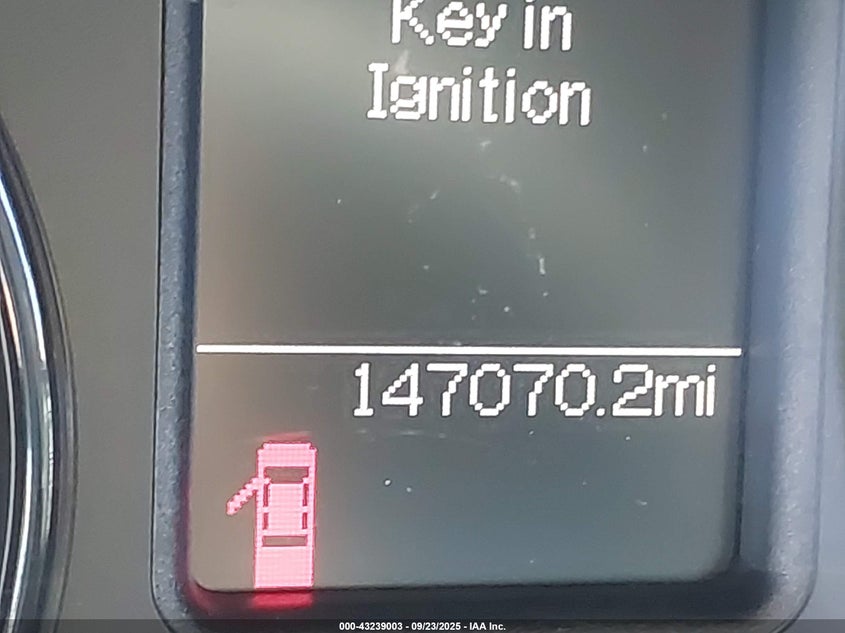 Key in
Ignition
147070.2mi
000-43239003 - 09/23/2025 - IAA Inc.